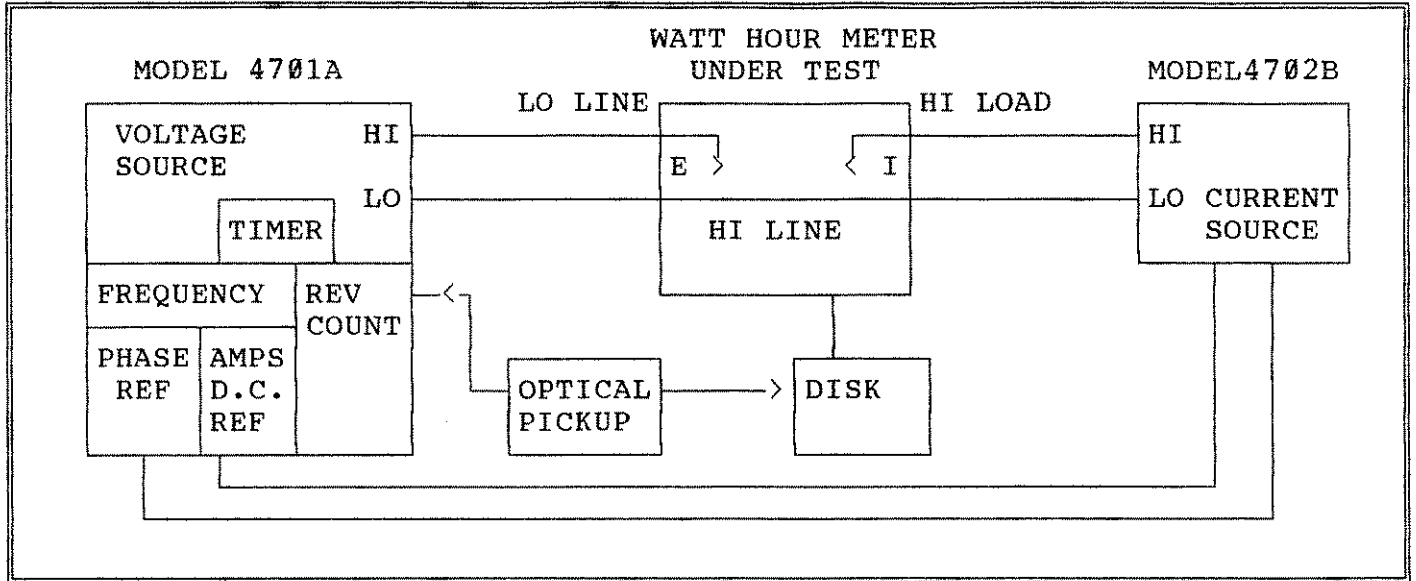 WATT HOUR METER
UNDER TEST
MODEL 4701A
MODEL4702B
LO LINE
HI LOAD
VOLTAGE
SOURCE
HI
LO
TIMER
FREQUENCY
REV
COUNT
PHASE
REF
AMPS
D.C.
REF
E
I
HI LINE
HI
LO CURRENT
SOURCE
OPTICAL
PICKUP
DISK